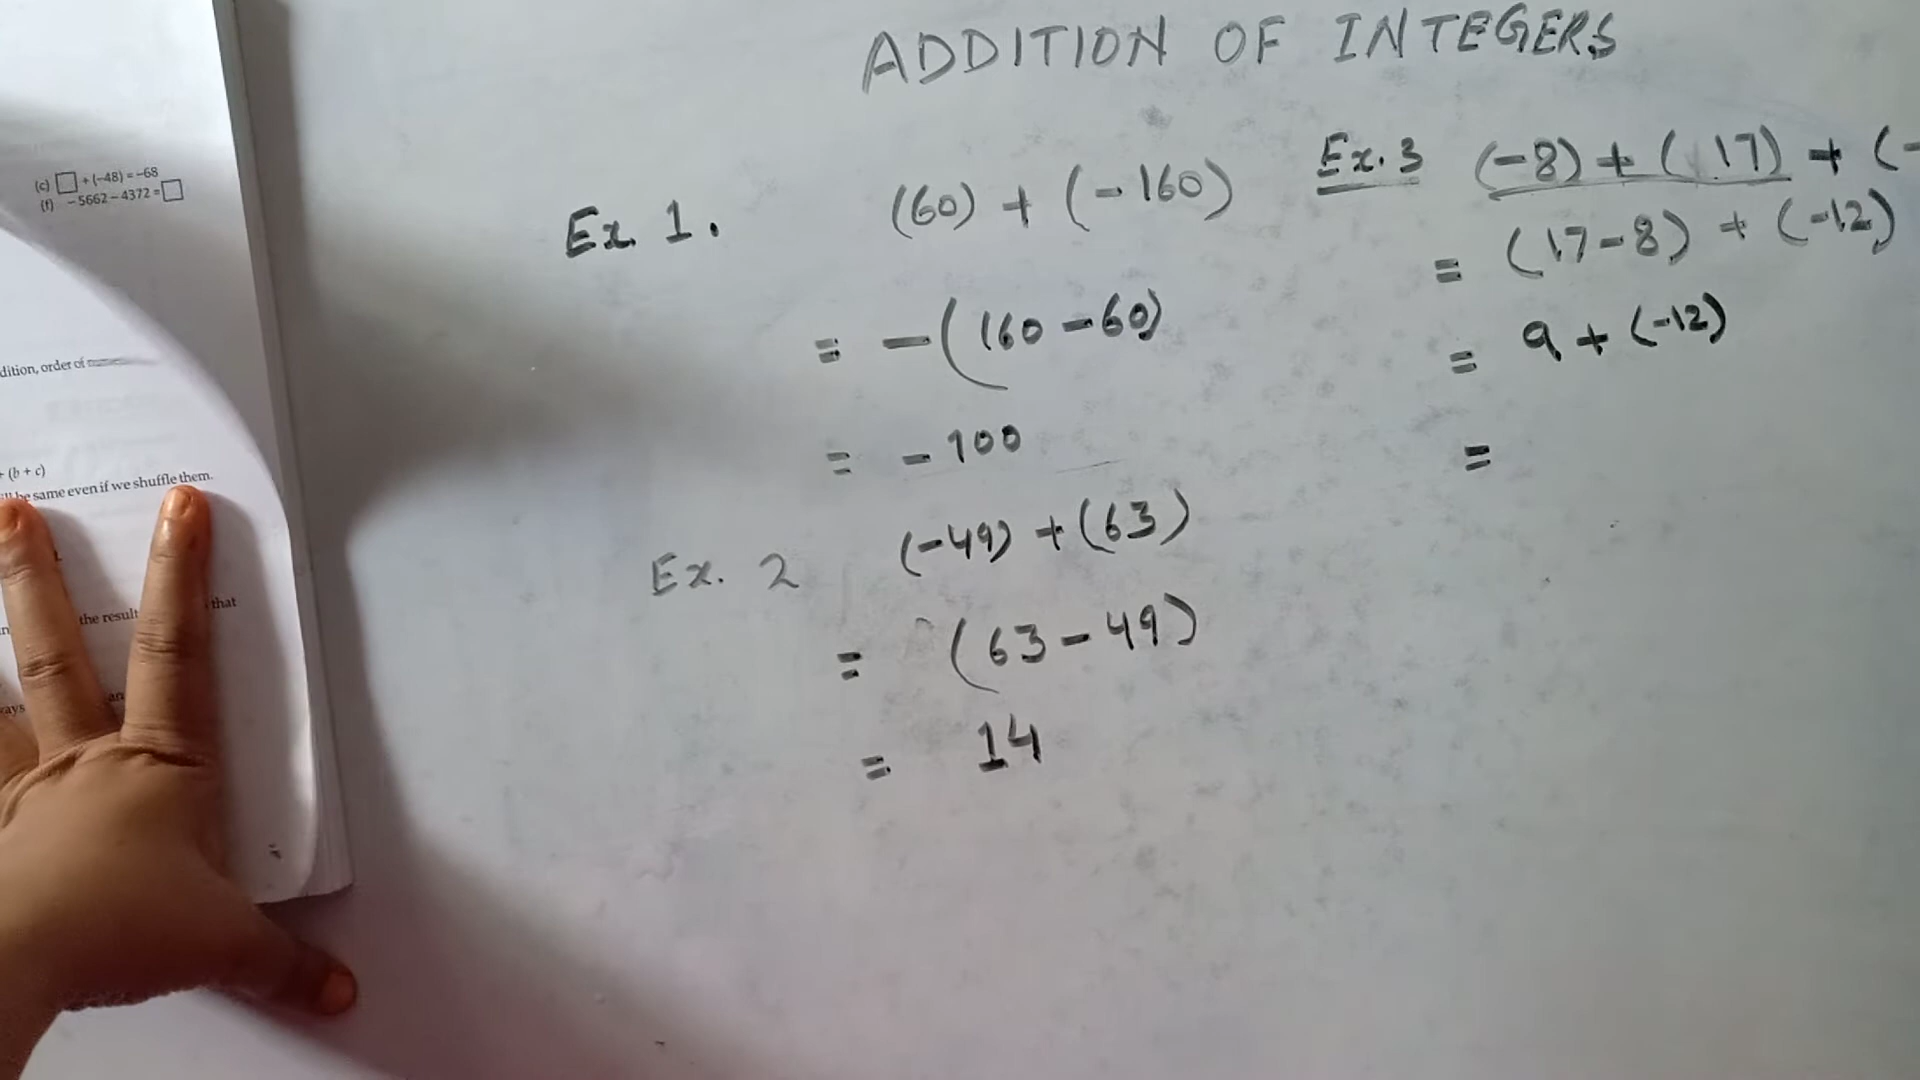 ADDITION OF INTEGERS
Ex. 1. (60) + (-160)
= -(160 - 60)
= - 100
Ex. 2 (-49) + (63)
= (63 - 49)
= 14
Ex. 3 (-8) + (17) + (-
= (17 - 8) + (-12)
= 9 + (-12)
=
(c) □ + (-48) = -68
(f) -5662 - 4372 = □
dition, order of
+ (b + c)
be same even if we shuffle them.
the result that
an
ways